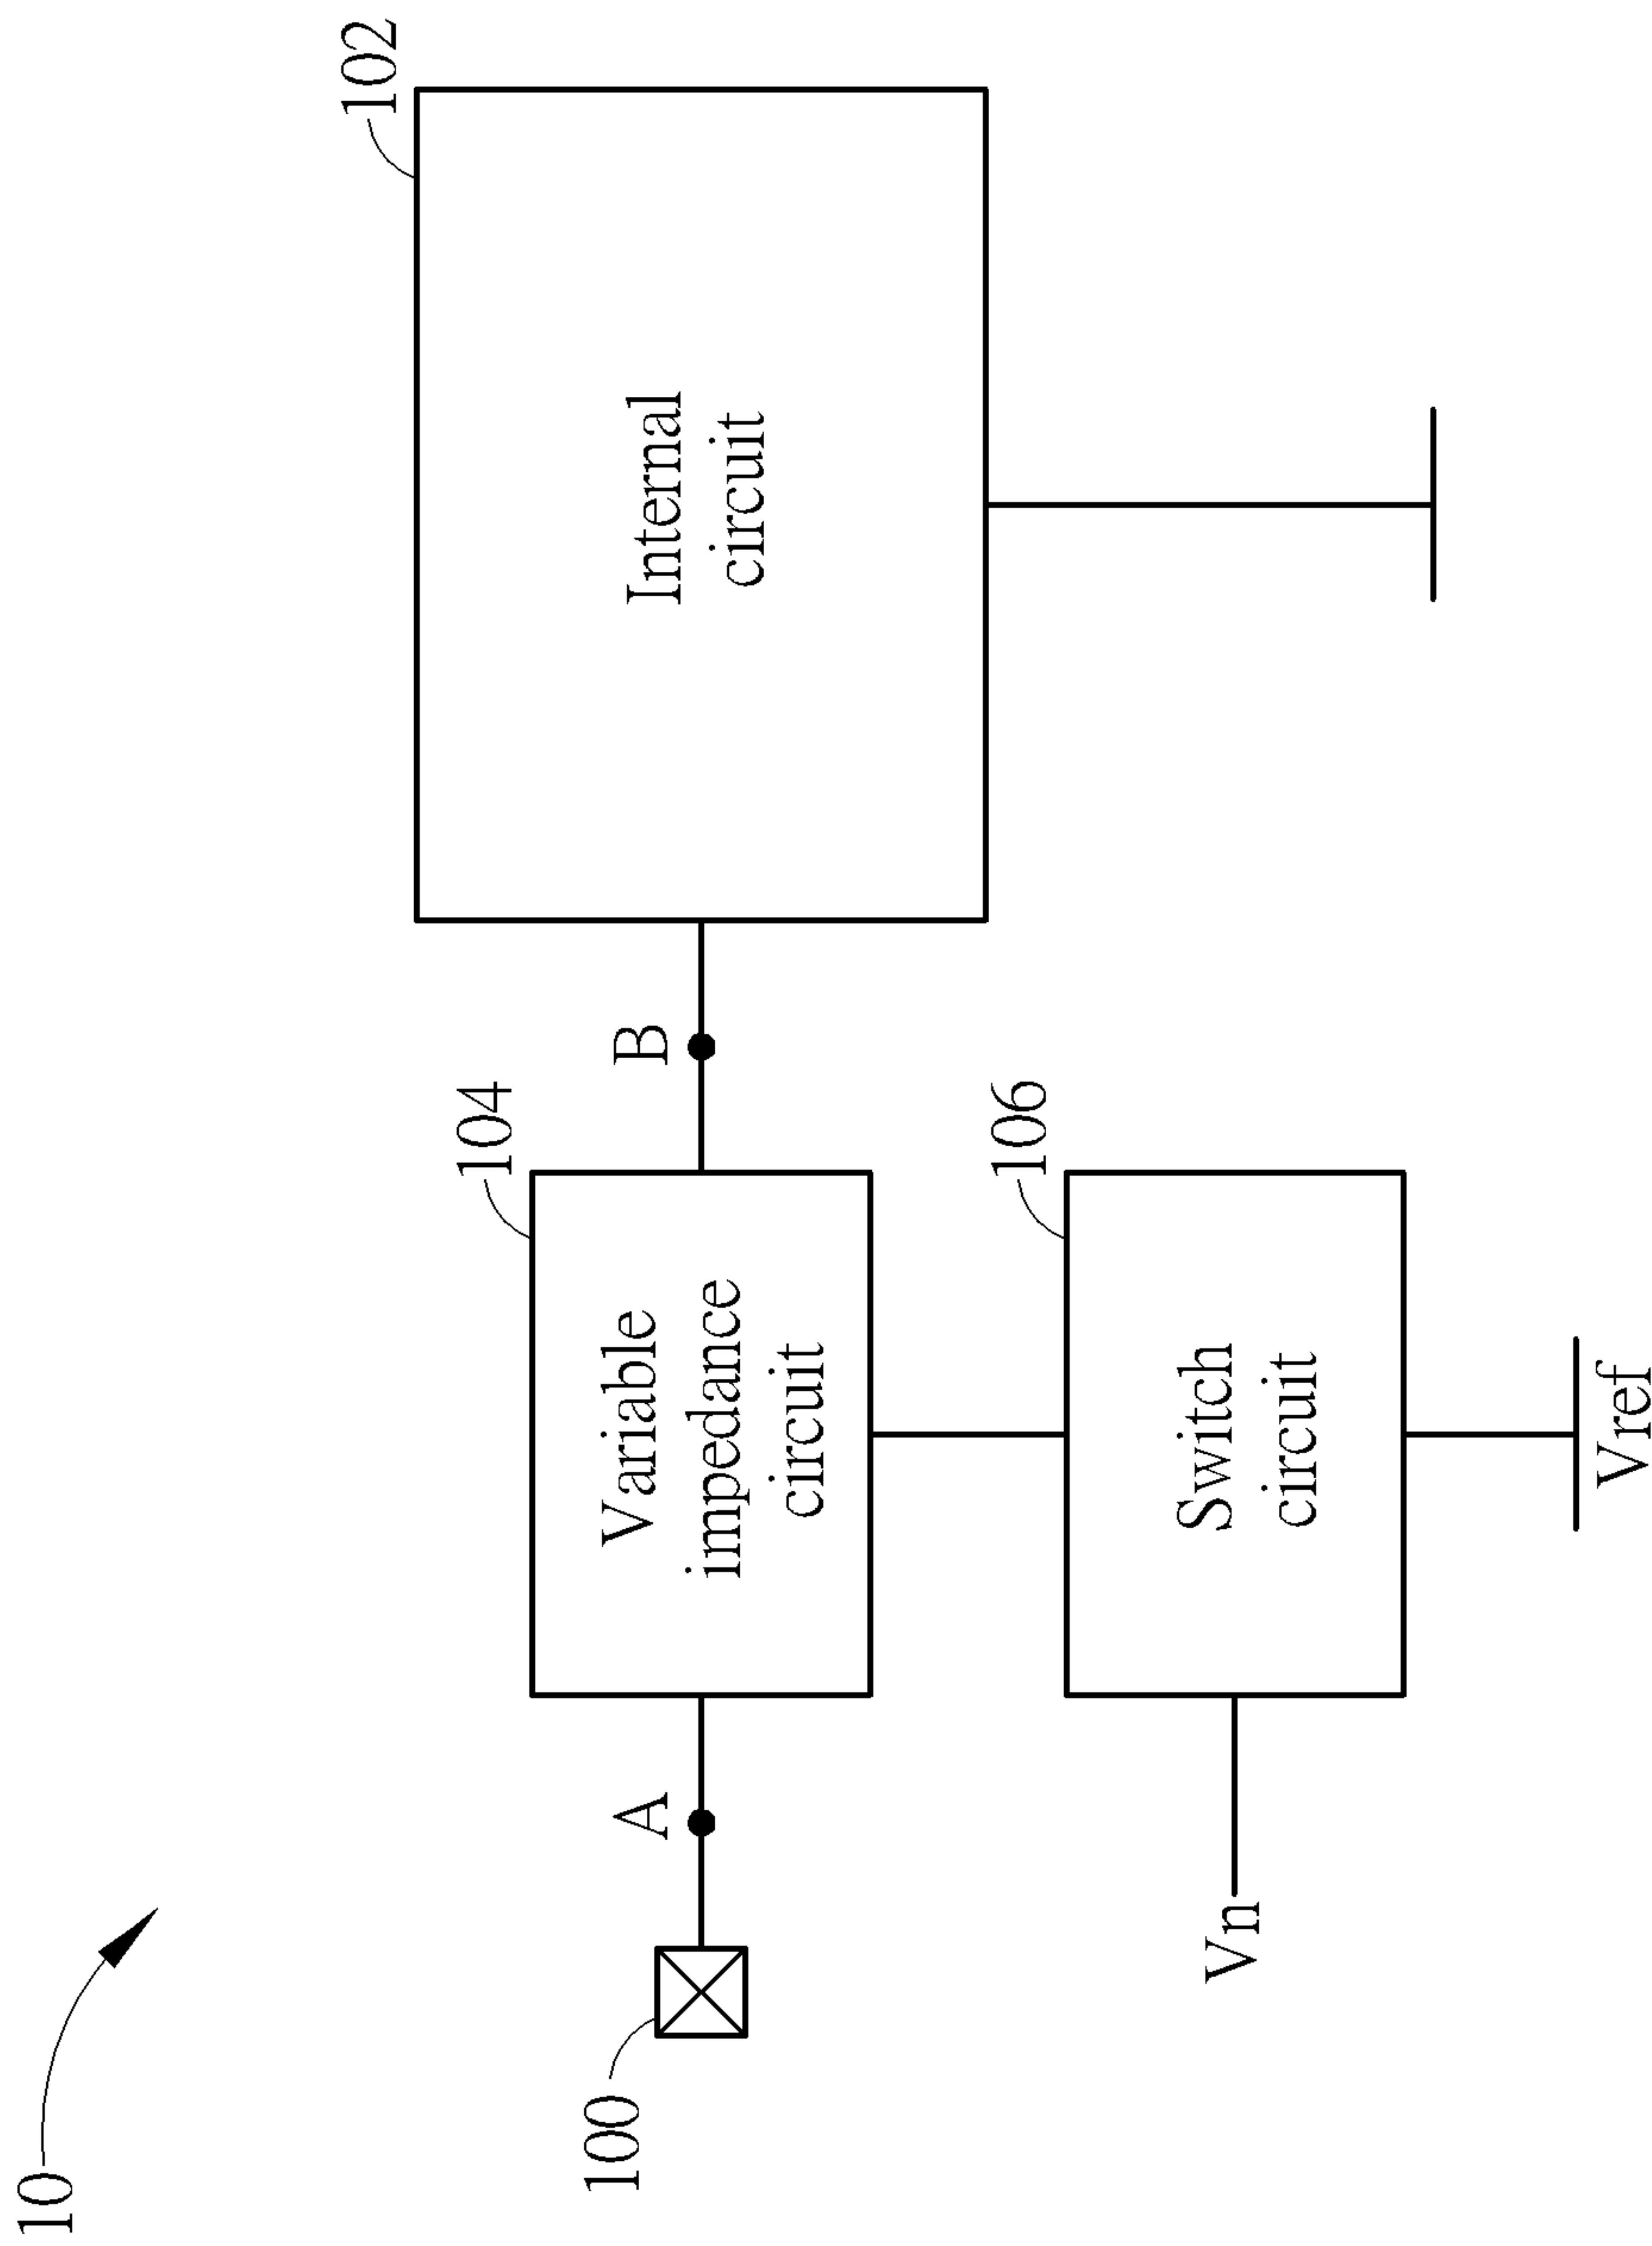 10
102
104
Internal
circuit
B
A
100
Variable
impedance
circuit
106
Switch
circuit
Vn
Vref